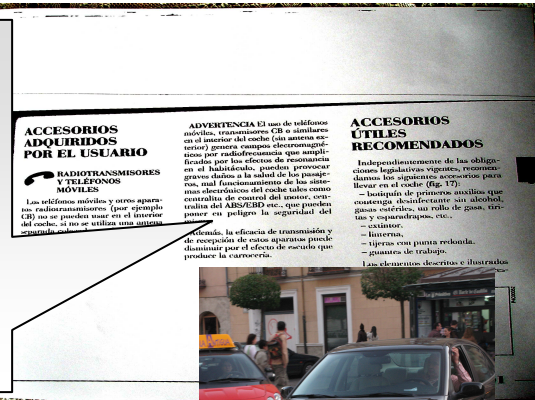 ACCESORIOS
ADQUIRIDOS
POR EL USUARIO
RADIOTRANSMISORES
Y TELÉFONOS
MÓVILES
Los teléfonos móviles y otros apara-
tos radiotransmisores (por ejemplo
CB) no se pueden usar en el interior
del coche, si no se utiliza una antena
separada
ADVERTENCIA El uso de teléfonos
móviles, transmisores CB o similares
en el interior del coche (sin antena ex-
terior) genera campos electromagné-
ticos por radiofrecuencia que ampli-
ficados por los efectos de resonancia
en el habitáculo, pueden provocar
graves daños a la salud de los pasaje-
ros, mal funcionamiento de los siste-
mas electrónicos del coche tales como
centralita de control del motor, cen-
tralita del ABS/EBD etc., que pueden
poner en peligro la seguridad del
Además, la eficacia de transmisión y
de recepción de estos aparatos puede
disminuir por el efecto de escudo que
produce la carrocería.
ACCESORIOS
ÚTILES
RECOMENDADOS
Independientemente de las obliga-
ciones legislativas vigentes, recomen-
damos los siguientes accesorios para
llevar en el coche (fig. 17):
– botiquín de primeros auxilios que
contenga desinfectante sin alcohol,
gasas estériles, un rollo de gasa, tiri-
tas y esparadrapos, etc.,
– extintor,
– linterna,
– tijeras con punta redonda,
– guantes de trabajo.
Los elementos descritos e ilustrados